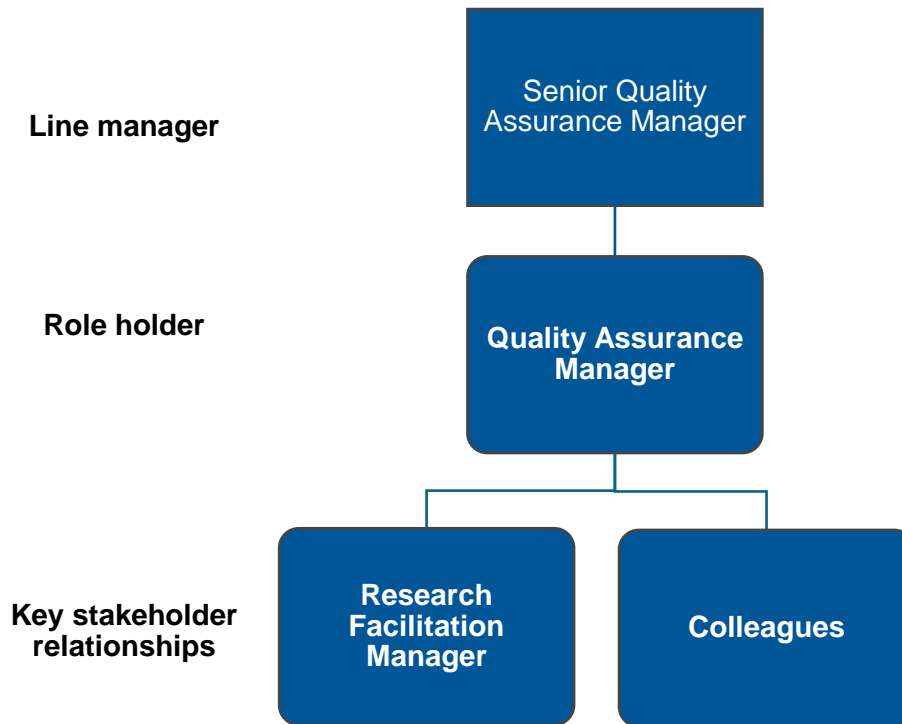 Line manager
Senior Quality
Assurance Manager
Role holder
Quality Assurance
Manager
Key stakeholder
relationships
Research
Facilitation
Manager
Colleagues